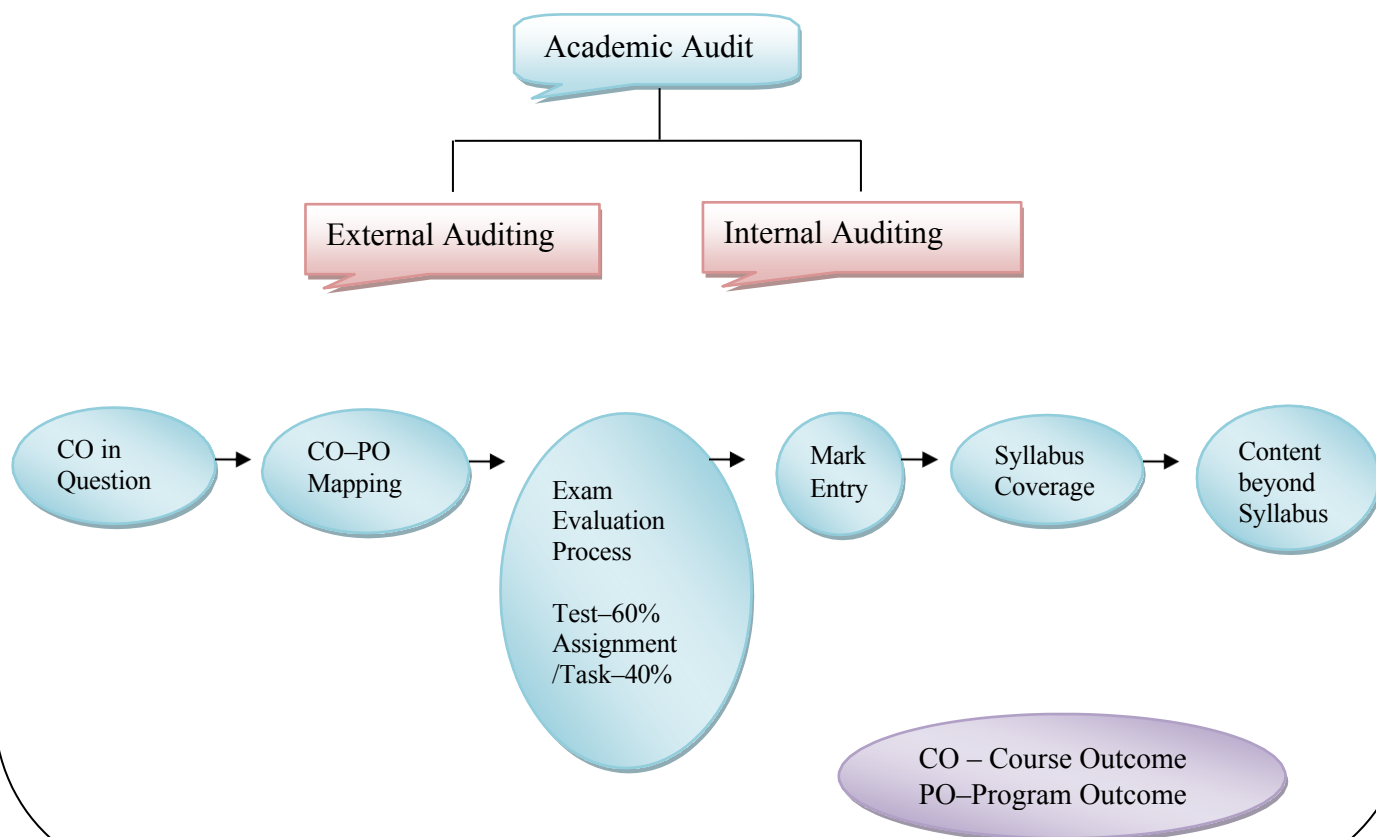 Academic Audit
External Auditing
Internal Auditing
CO in
Question
CO–PO
Mapping
Exam
Evaluation
Process
Test–60%
Assignment
/Task–40%
Mark
Entry
Syllabus
Coverage
Content
beyond
Syllabus
CO – Course Outcome
PO–Program Outcome